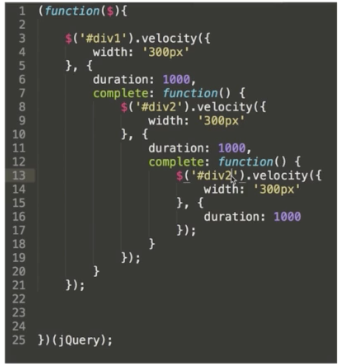 1 (function($){
2
3     $('#div1').velocity({
4         width: '300px'
5     }, {
6         duration: 1000,
7         complete: function() {
8             $('#div2').velocity({
9                 width: '300px'
10             }, {
11                 duration: 1000,
12                 complete: function() {
13                     $('#div2').velocity({
14                         width: '300px'
15                     }, {
16                         duration: 1000
17                     });
18                 }
19             });
20         }
21     });
22
23
24
25 })(jQuery);